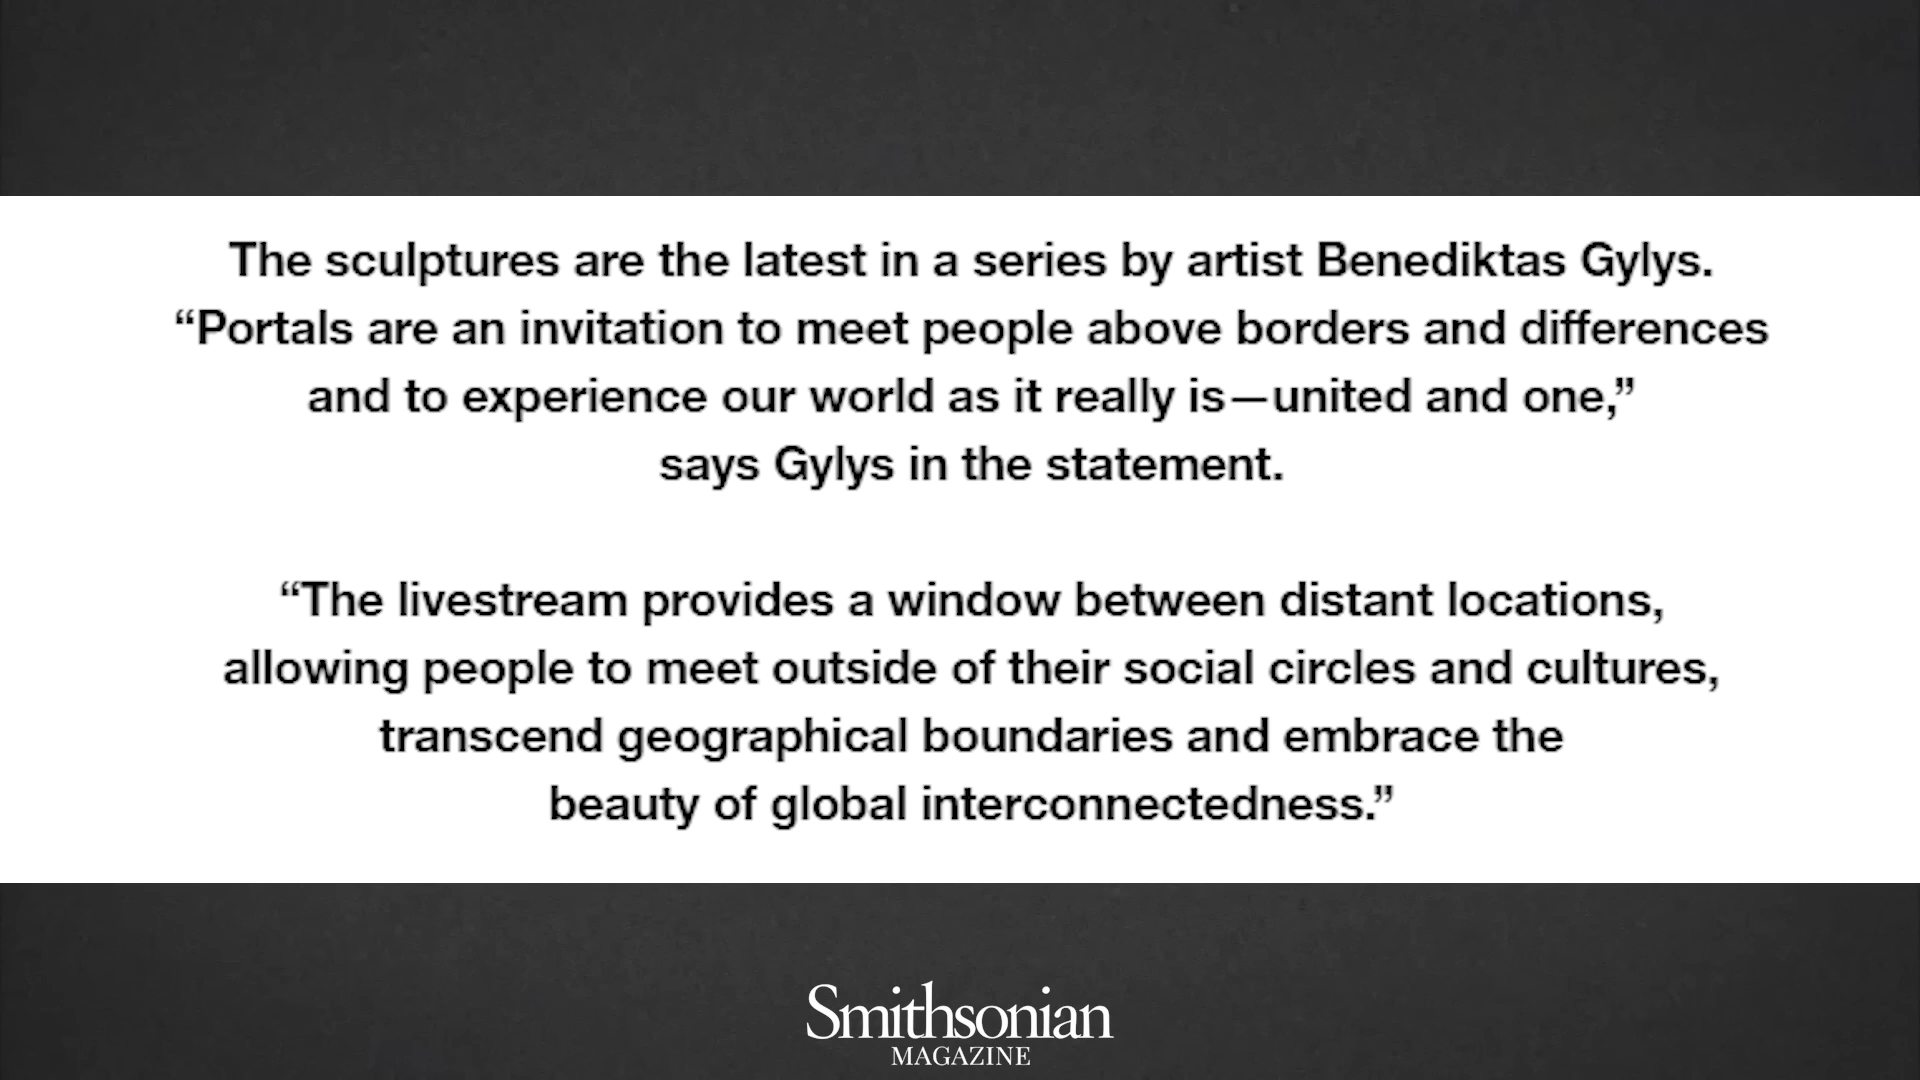 The sculptures are the latest in a series by artist Benediktas Gylys.
“Portals are an invitation to meet people above borders and differences
and to experience our world as it really is—united and one,”
says Gylys in the statement.
“The livestream provides a window between distant locations,
allowing people to meet outside of their social circles and cultures,
transcend geographical boundaries and embrace the
beauty of global interconnectedness.”
Smithsonian
MAGAZINE